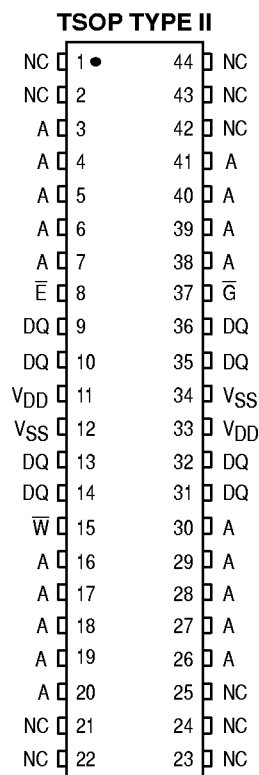 TSOP TYPE II
NC 1 44 NC
NC 2 43 NC
A 3 42 NC
A 4 41 A
A 5 40 A
A 6 39 A
A 7 38 A
E̅ 8 37 G̅
DQ 9 36 DQ
DQ 10 35 DQ
VDD 11 34 VSS
VSS 12 33 VDD
DQ 13 32 DQ
DQ 14 31 DQ
W̅ 15 30 A
A 16 29 A
A 17 28 A
A 18 27 A
A 19 26 A
A 20 25 NC
NC 21 24 NC
NC 22 23 NC